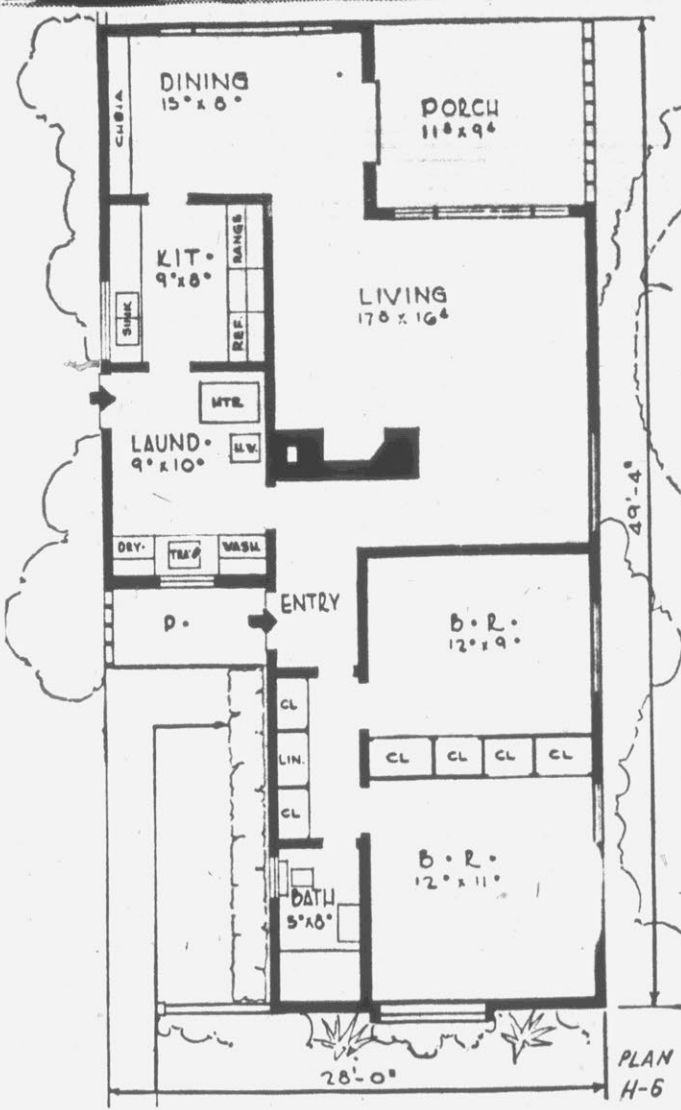 DINING
15° x 8°
CHINA
PORCH
11⁸ x 9⁴
KIT.
9° x 8°
RANGE
SINK
REF.
LIVING
17⁸ x 16⁴
HTR.
LAUND.
9° x 10°
H.W.
DRY.
TRAY
WASH.
49'-4"
P.
ENTRY
B. R.
12° x 9°
CL
LIN.
CL
CL
CL
CL
CL
B. R.
12° x 11°
BATH
5° x 8°
28'-0"
PLAN
H-6